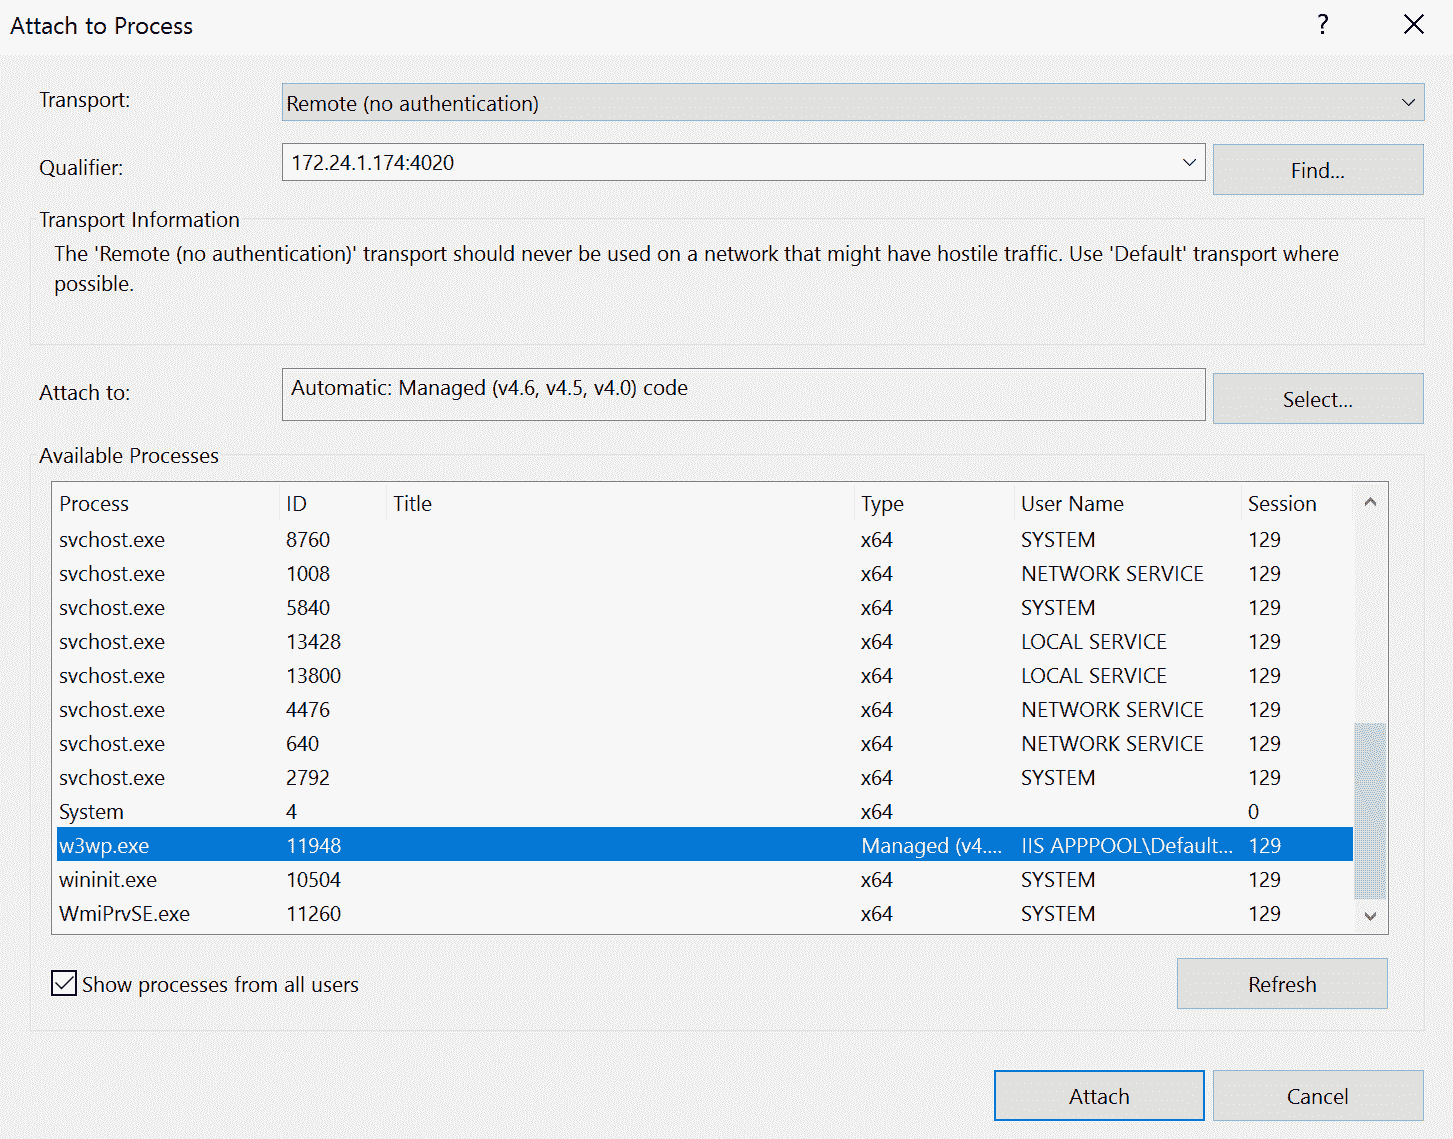 Attach to Process
?
Transport:
Remote (no authentication)
Qualifier:
172.24.1.174:4020
Find...
Transport Information
The 'Remote (no authentication)' transport should never be used on a network that might have hostile traffic. Use 'Default' transport where
possible.
Attach to:
Automatic: Managed (v4.6, v4.5, v4.0) code
Select...
Available Processes
Process ID Title Type User Name Session
svchost.exe 8760 x64 SYSTEM 129
svchost.exe 1008 x64 NETWORK SERVICE 129
svchost.exe 5840 x64 SYSTEM 129
svchost.exe 13428 x64 LOCAL SERVICE 129
svchost.exe 13800 x64 LOCAL SERVICE 129
svchost.exe 4476 x64 NETWORK SERVICE 129
svchost.exe 640 x64 NETWORK SERVICE 129
svchost.exe 2792 x64 SYSTEM 129
System 4 x64 0
w3wp.exe 11948 Managed (v4.... IIS APPPOOL\Default... 129
wininit.exe 10504 x64 SYSTEM 129
WmiPrvSE.exe 11260 x64 SYSTEM 129
Show processes from all users
Refresh
Attach
Cancel